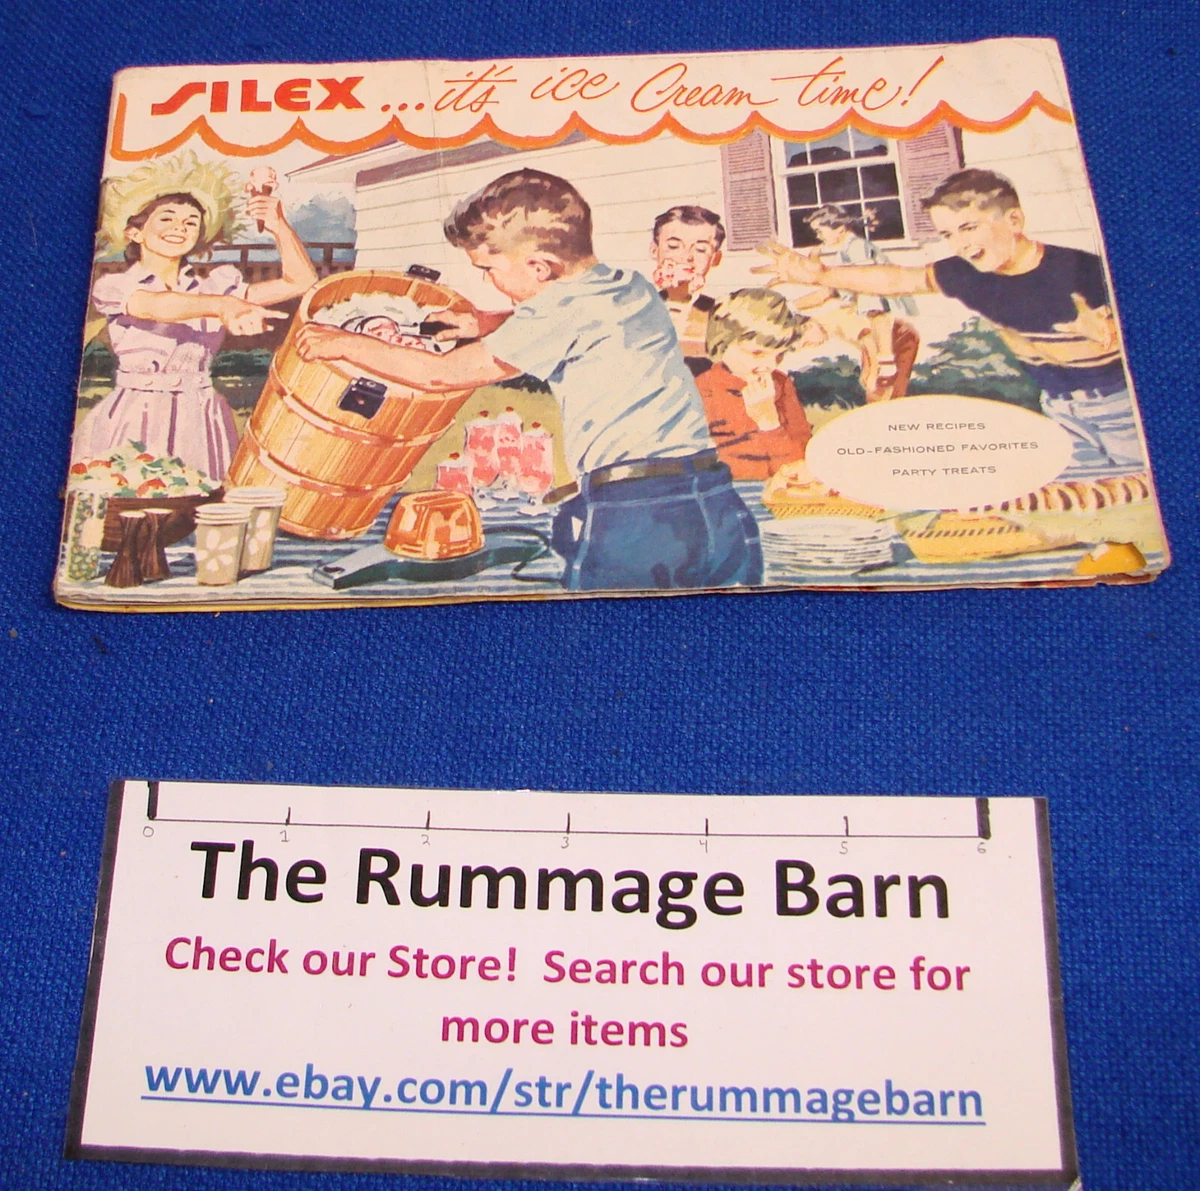 SILEX...it's ice Cream time!
NEW RECIPES
OLD-FASHIONED FAVORITES
PARTY TREATS
0 1 2 3 4 5 6
The Rummage Barn
Check our Store! Search our store for
more items
www.ebay.com/str/therummagebarn